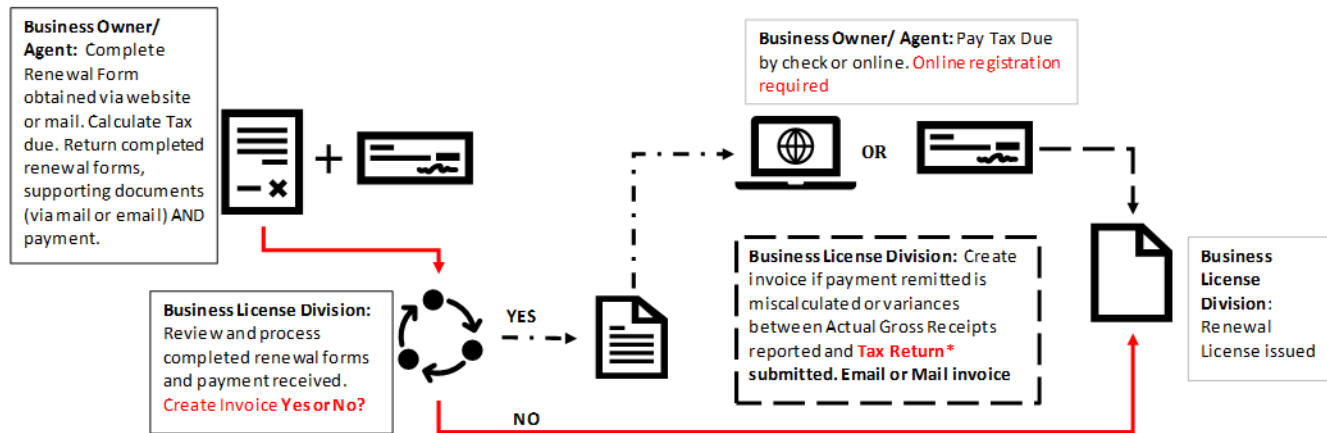 Business Owner/
Agent: Complete
Renewal Form
obtained via website
or mail. Calculate Tax
due. Return completed
renewal forms,
supporting documents
(via mail or email) AND
payment.
Business License Division:
Review and process
completed renewal forms
and payment received.
Create Invoice Yes or No?
YES
NO
Business Owner/ Agent: Pay Tax Due
by check or online. Online registration
required
OR
Business License Division: Create
invoice if payment remitted is
miscalculated or variances
between Actual Gross Receipts
reported and Tax Return*
submitted. Email or Mail invoice
Business
License
Division:
Renewal
License issued